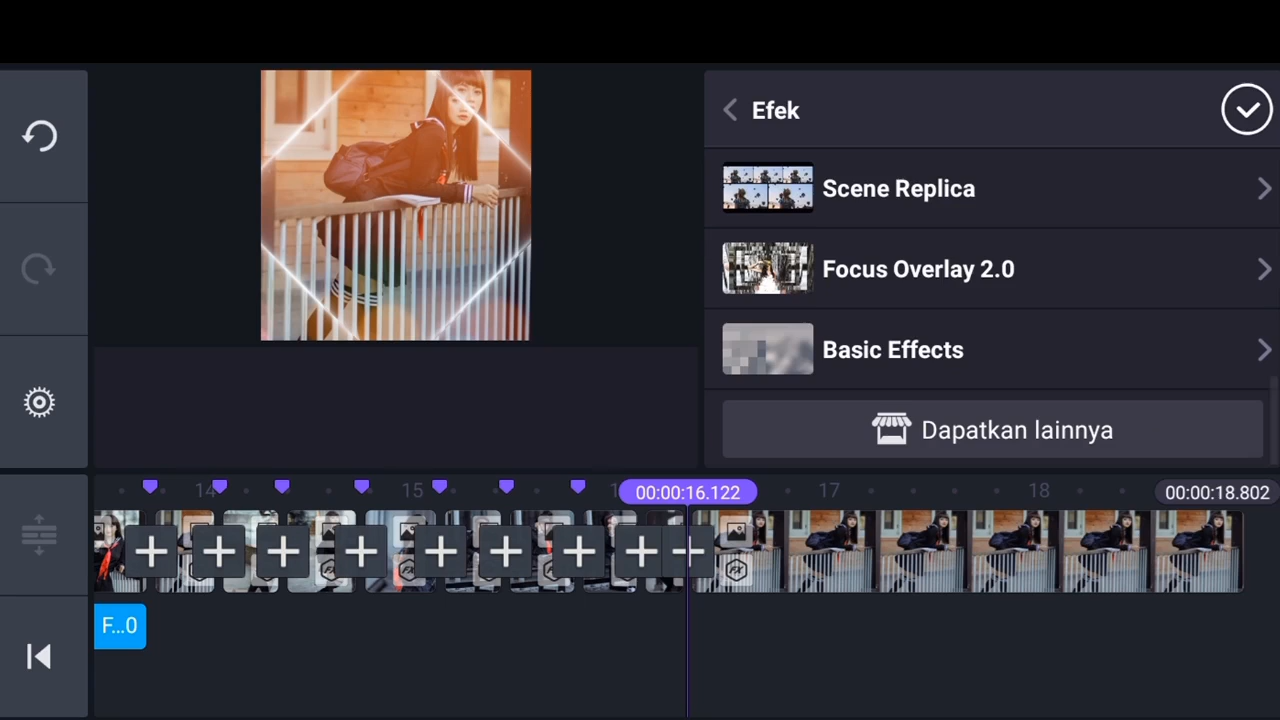 Efek
Scene Replica
Focus Overlay 2.0
Basic Effects
Dapatkan lainnya
14
15
00:00:16.122
17
18
00:00:18.802
F...0